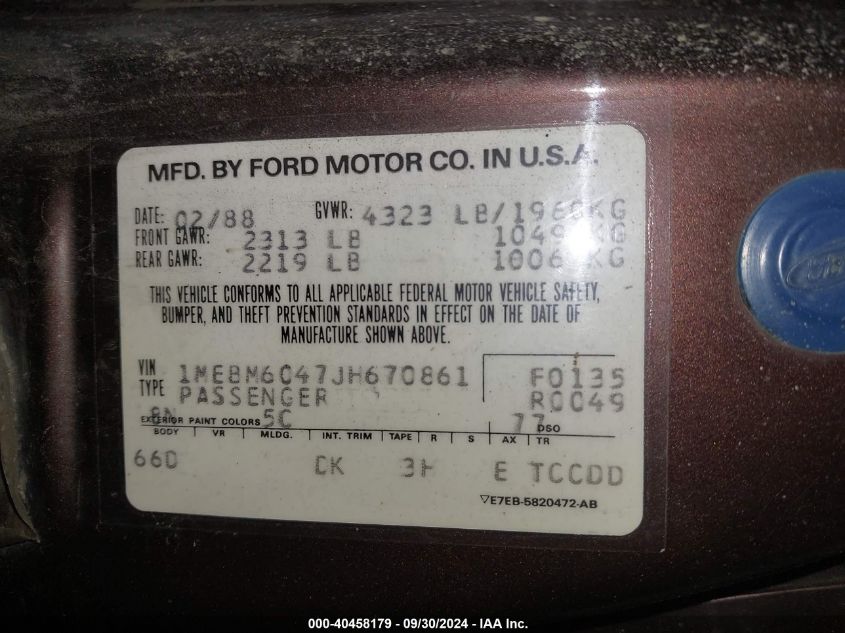 MFD. BY FORD MOTOR CO. IN U.S.A.
DATE: 02/88 GVWR: 4323 LB/1960KG
FRONT GAWR: 2313 LB 1049KG
REAR GAWR: 2219 LB 1006KG
THIS VEHICLE CONFORMS TO ALL APPLICABLE FEDERAL MOTOR VEHICLE SAFETY,
BUMPER, AND THEFT PREVENTION STANDARDS IN EFFECT ON THE DATE OF
MANUFACTURE SHOWN ABOVE.
VIN 1MEBM6047JH670861 F0135
TYPE PASSENGER R0049
8N 5C 77
EXTERIOR PAINT COLORS DSO
BODY VR MLDG. INT. TRIM TAPE R S AX TR
66D CK 3H E TCCDD
▽E7EB-5820472-AB
000-40458179 / 09/30/2024 - IAA Inc.